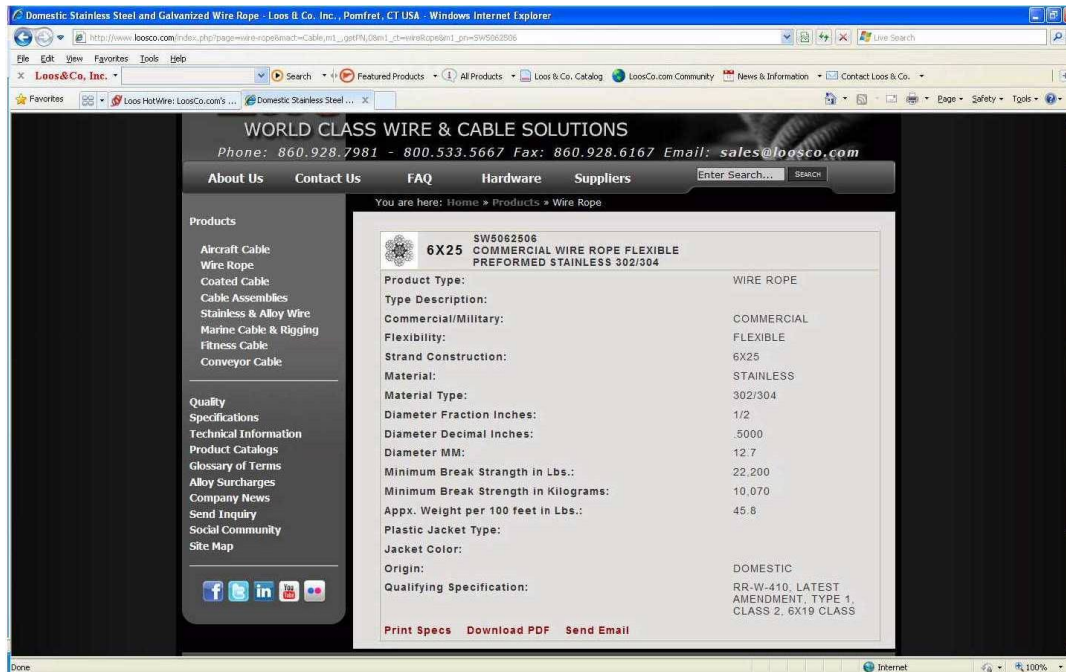 Domestic Stainless Steel and Galvanized Wire Rope - Loos & Co. Inc., Pomfret, CT USA - Windows Internet Explorer
Live Search
File Edit View Favorites Tools Help
x Loos&Co, Inc. Search Featured Products All Products Loos & Co. Catalog LoosCo.com Community News & Information Contact Loos & Co.
Favorites Loos HotWire: LoosCo.com's ... Domestic Stainless Steel ... X Page Safety Tools
WORLD CLASS WIRE & CABLE SOLUTIONS
Phone: 860.928.7981 - 800.533.5667 Fax: 860.928.6167 Email: sales@loosco.com
About Us Contact Us FAQ Hardware Suppliers Enter Search... SEARCH
You are here: Home » Products » Wire Rope
Products
Aircraft Cable
Wire Rope
Coated Cable
Cable Assemblies
Stainless & Alloy Wire
Marine Cable & Rigging
Fitness Cable
Conveyor Cable
Quality
Specifications
Technical Information
Product Catalogs
Glossary of Terms
Alloy Surcharges
Company News
Send Inquiry
Social Community
Site Map
f in You Tube
6X25
SW5062506
COMMERCIAL WIRE ROPE FLEXIBLE
PREFORMED STAINLESS 302/304
Product Type: WIRE ROPE
Type Description:
Commercial/Military: COMMERCIAL
Flexibility: FLEXIBLE
Strand Construction: 6X25
Material: STAINLESS
Material Type: 302/304
Diameter Fraction Inches: 1/2
Diameter Decimal Inches: .5000
Diameter MM: 12.7
Minimum Break Strangth in Lbs.: 22,200
Minimum Break Strength in Kilograms: 10,070
Appx. Weight per 100 feet in Lbs.: 45.8
Plastic Jacket Type:
Jacket Color:
Origin: DOMESTIC
Qualifying Specification: RR-W-410, LATEST
AMENDMENT, TYPE 1,
CLASS 2, 6X19 CLASS
Print Specs Download PDF Send Email
Done Internet 100%